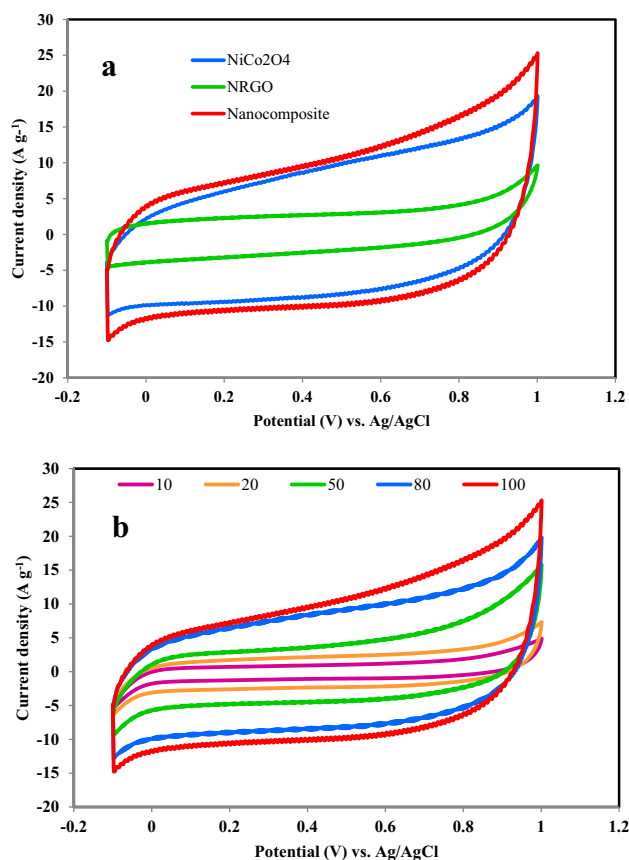 30
25
20
15
10
5
0
-5
-10
-15
-20
-0.2 0 0.2 0.4 0.6 0.8 1 1.2
Current density (A g-1)
Potential (V) vs. Ag/AgCl
a
NiCo2O4
NRGO
Nanocomposite
30
25
20
15
10
5
0
-5
-10
-15
-20
-0.2 0 0.2 0.4 0.6 0.8 1 1.2
Current density (A g-1)
Potential (V) vs. Ag/AgCl
10 20 50 80 100
b